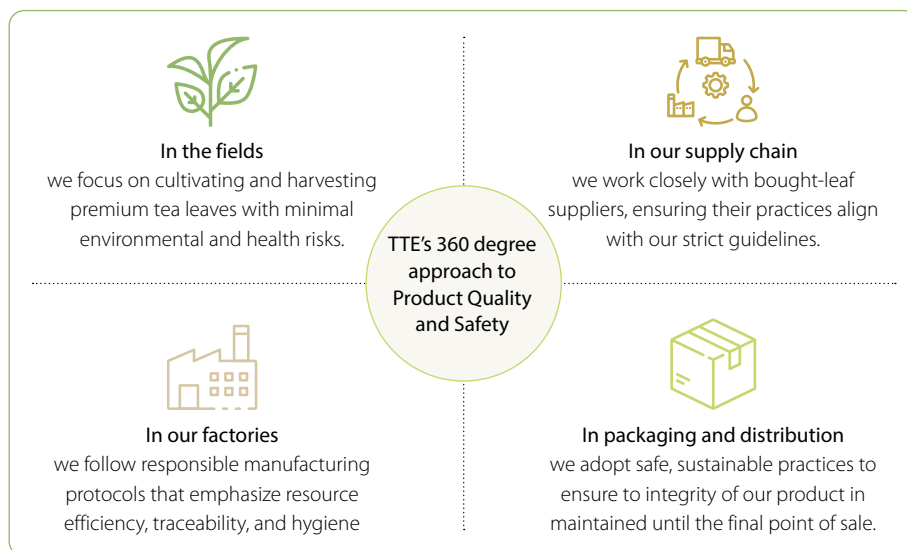 In the fields
we focus on cultivating and harvesting
premium tea leaves with minimal
environmental and health risks.
In our supply chain
we work closely with bought-leaf
suppliers, ensuring their practices align
with our strict guidelines.
TTE's 360 degree
approach to
Product Quality
and Safety
In our factories
we follow responsible manufacturing
protocols that emphasize resource
efficiency, traceability, and hygiene
In packaging and distribution
we adopt safe, sustainable practices to
ensure to integrity of our product in
maintained until the final point of sale.